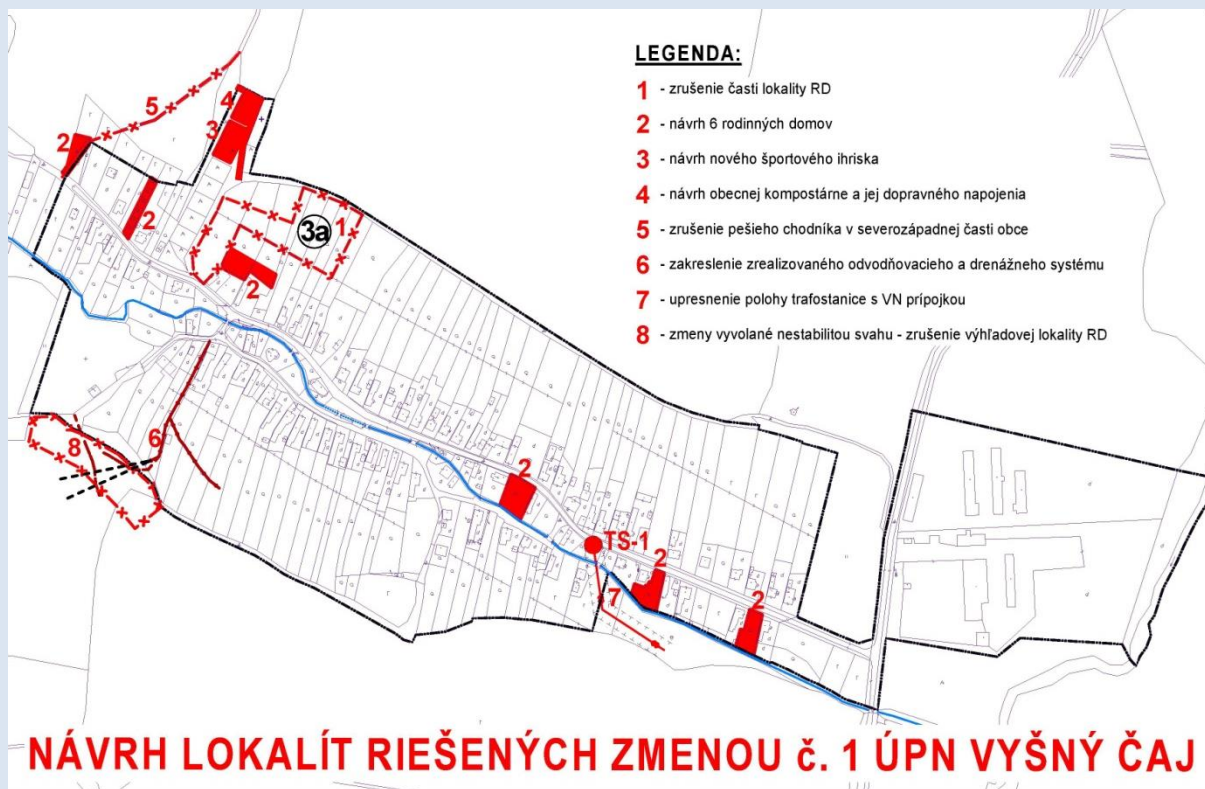 LEGENDA:
1 - zrušenie časti lokality RD
2 - návrh 6 rodinných domov
3 - návrh nového športového ihriska
4 - návrh obecnej kompostárne a jej dopravného napojenia
5 - zrušenie pešieho chodníka v severozápadnej časti obce
6 - zakreslenie zrealizovaného odvodňovacieho a drenážneho systému
7 - upresnenie polohy trafostanice s VN prípojkou
8 - zmeny vyvolané nestabilitou svahu - zrušenie výhľadovej lokality RD
5
4
3
2
2
1
3a
2
8
6
2
TS-1
2
7
2
NÁVRH LOKALÍT RIEŠENÝCH ZMENOU č. 1 ÚPN VYŠNÝ ČAJ